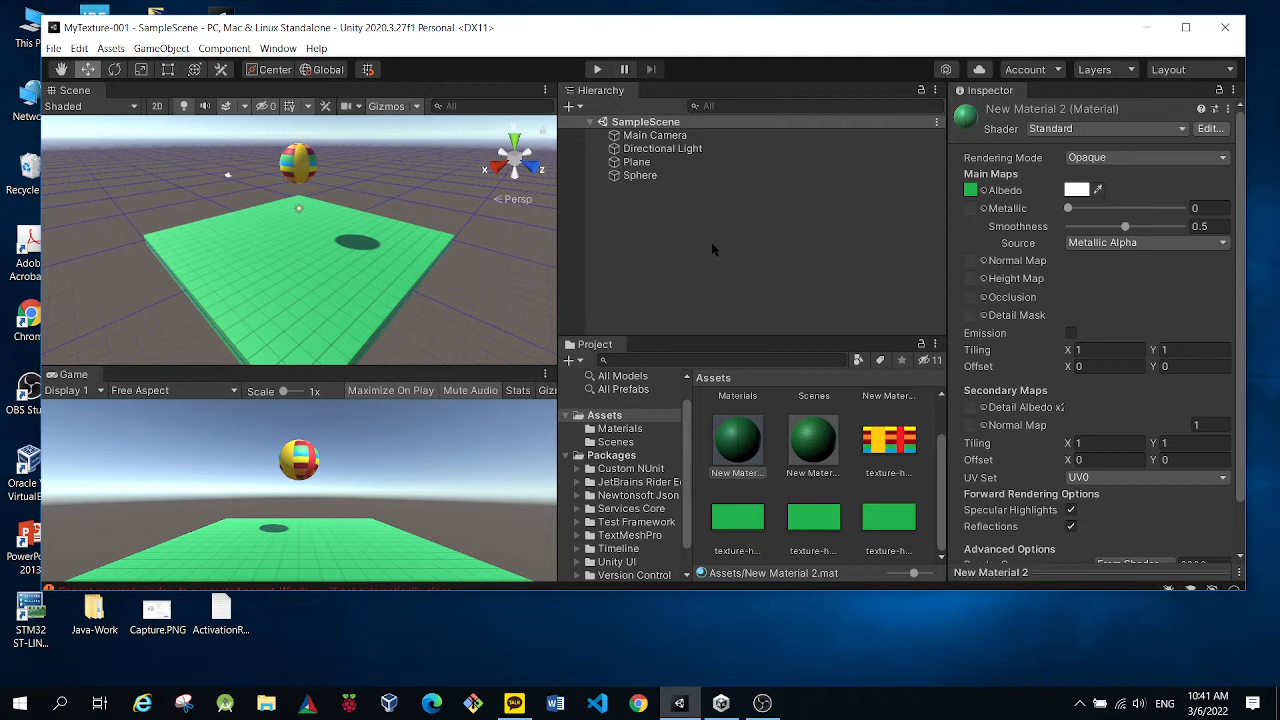 This P
MyTexture-001 - SampleScene - PC, Mac & Linux Standalone - Unity 2020.3.27f1 Personal <DX11>
File Edit Assets GameObject Component Window Help
Center Global Account Layers Layout
Scene
Shaded 2D Gizmos All
Persp
x y z
Game
Display 1 Free Aspect Scale 1x Maximize On Play Mute Audio Stats Giz
Hierarchy
All
SampleScene
Main Camera
Directional Light
Plane
Sphere
Project
11
All Models
All Prefabs
Assets
Materials
Scenes
Packages
Custom NUnit
JetBrains Rider E
Newtonsoft Json
Services Core
Test Framework
TextMeshPro
Timeline
Unity UI
Version Control
Assets
Materials Scenes New Mater...
New Mater... New Mater... texture-h...
texture-h... texture-h... texture-h...
Assets/New Material 2.mat
Inspector
New Material 2 (Material)
Shader Standard Edit...
Rendering Mode Opaque
Main Maps
Albedo
Metallic 0
Smoothness 0.5
Source Metallic Alpha
Normal Map
Height Map
Occlusion
Detail Mask
Emission
Tiling X 1 Y 1
Offset X 0 Y 0
Secondary Maps
Detail Albedo x2
Normal Map 1
Tiling X 1 Y 1
Offset X 0 Y 0
UV Set UV0
Forward Rendering Options
Specular Highlights
Reflections
Advanced Options
New Material 2
Netwo
Recycle
Adob
Acroba
Chrom
OBS Stu
Oracle V
VirtualB
PowerP
2013
STM32
ST-LIN...
Java-Work
Capture.PNG
ActivationR...
TALK
ENG
10:41 AM
3/6/2022